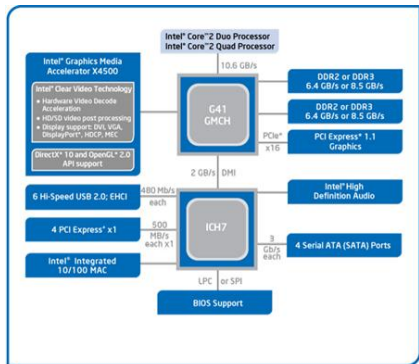 Intel® Core™2 Duo Processor
Intel® Core™2 Quad Processor
10.6 GB/s
Intel® Graphics Media
Accelerator X4500
Intel® Clear Video Technology
• Hardware Video Decode
Acceleration
• HD/SD video post processing
• Display support: DVI, VGA,
DisplayPort*, HDCP, MEC
DirectX* 10 and OpenGL* 2.0
API support
G41
GMCH
DDR2 or DDR3
6.4 GB/s or 8.5 GB/s
DDR2 or DDR3
6.4 GB/s or 8.5 GB/s
PCIe*
x16
PCI Express* 1.1
Graphics
2 GB/s
DMI
6 Hi-Speed USB 2.0; EHCI
480 Mb/s
each
Intel® High
Definition Audio
4 PCI Express* x1
500
MB/s
each x1
ICH7
3
Gb/s
each
4 Serial ATA (SATA) Ports
Intel® Integrated
10/100 MAC
LPC
or SPI
BIOS Support